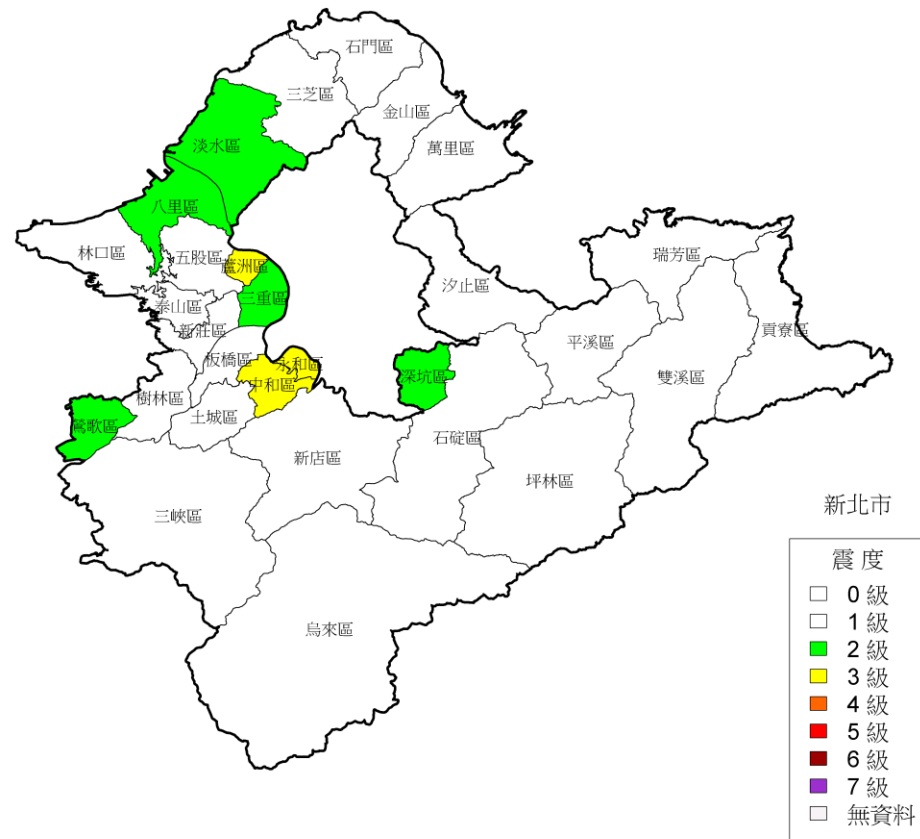 石門區
三芝區
金山區
淡水區
萬里區
八里區
林口區
五股區
蘆洲區
瑞芳區
汐止區
三重區
泰山區
貢寮區
新莊區
平溪區
板橋區
永和區
中和區
深坑區
雙溪區
樹林區
土城區
鶯歌區
石碇區
新店區
坪林區
三峽區
烏來區
新北市
震度
0 級
1 級
2 級
3 級
4 級
5 級
6 級
7 級
無資料